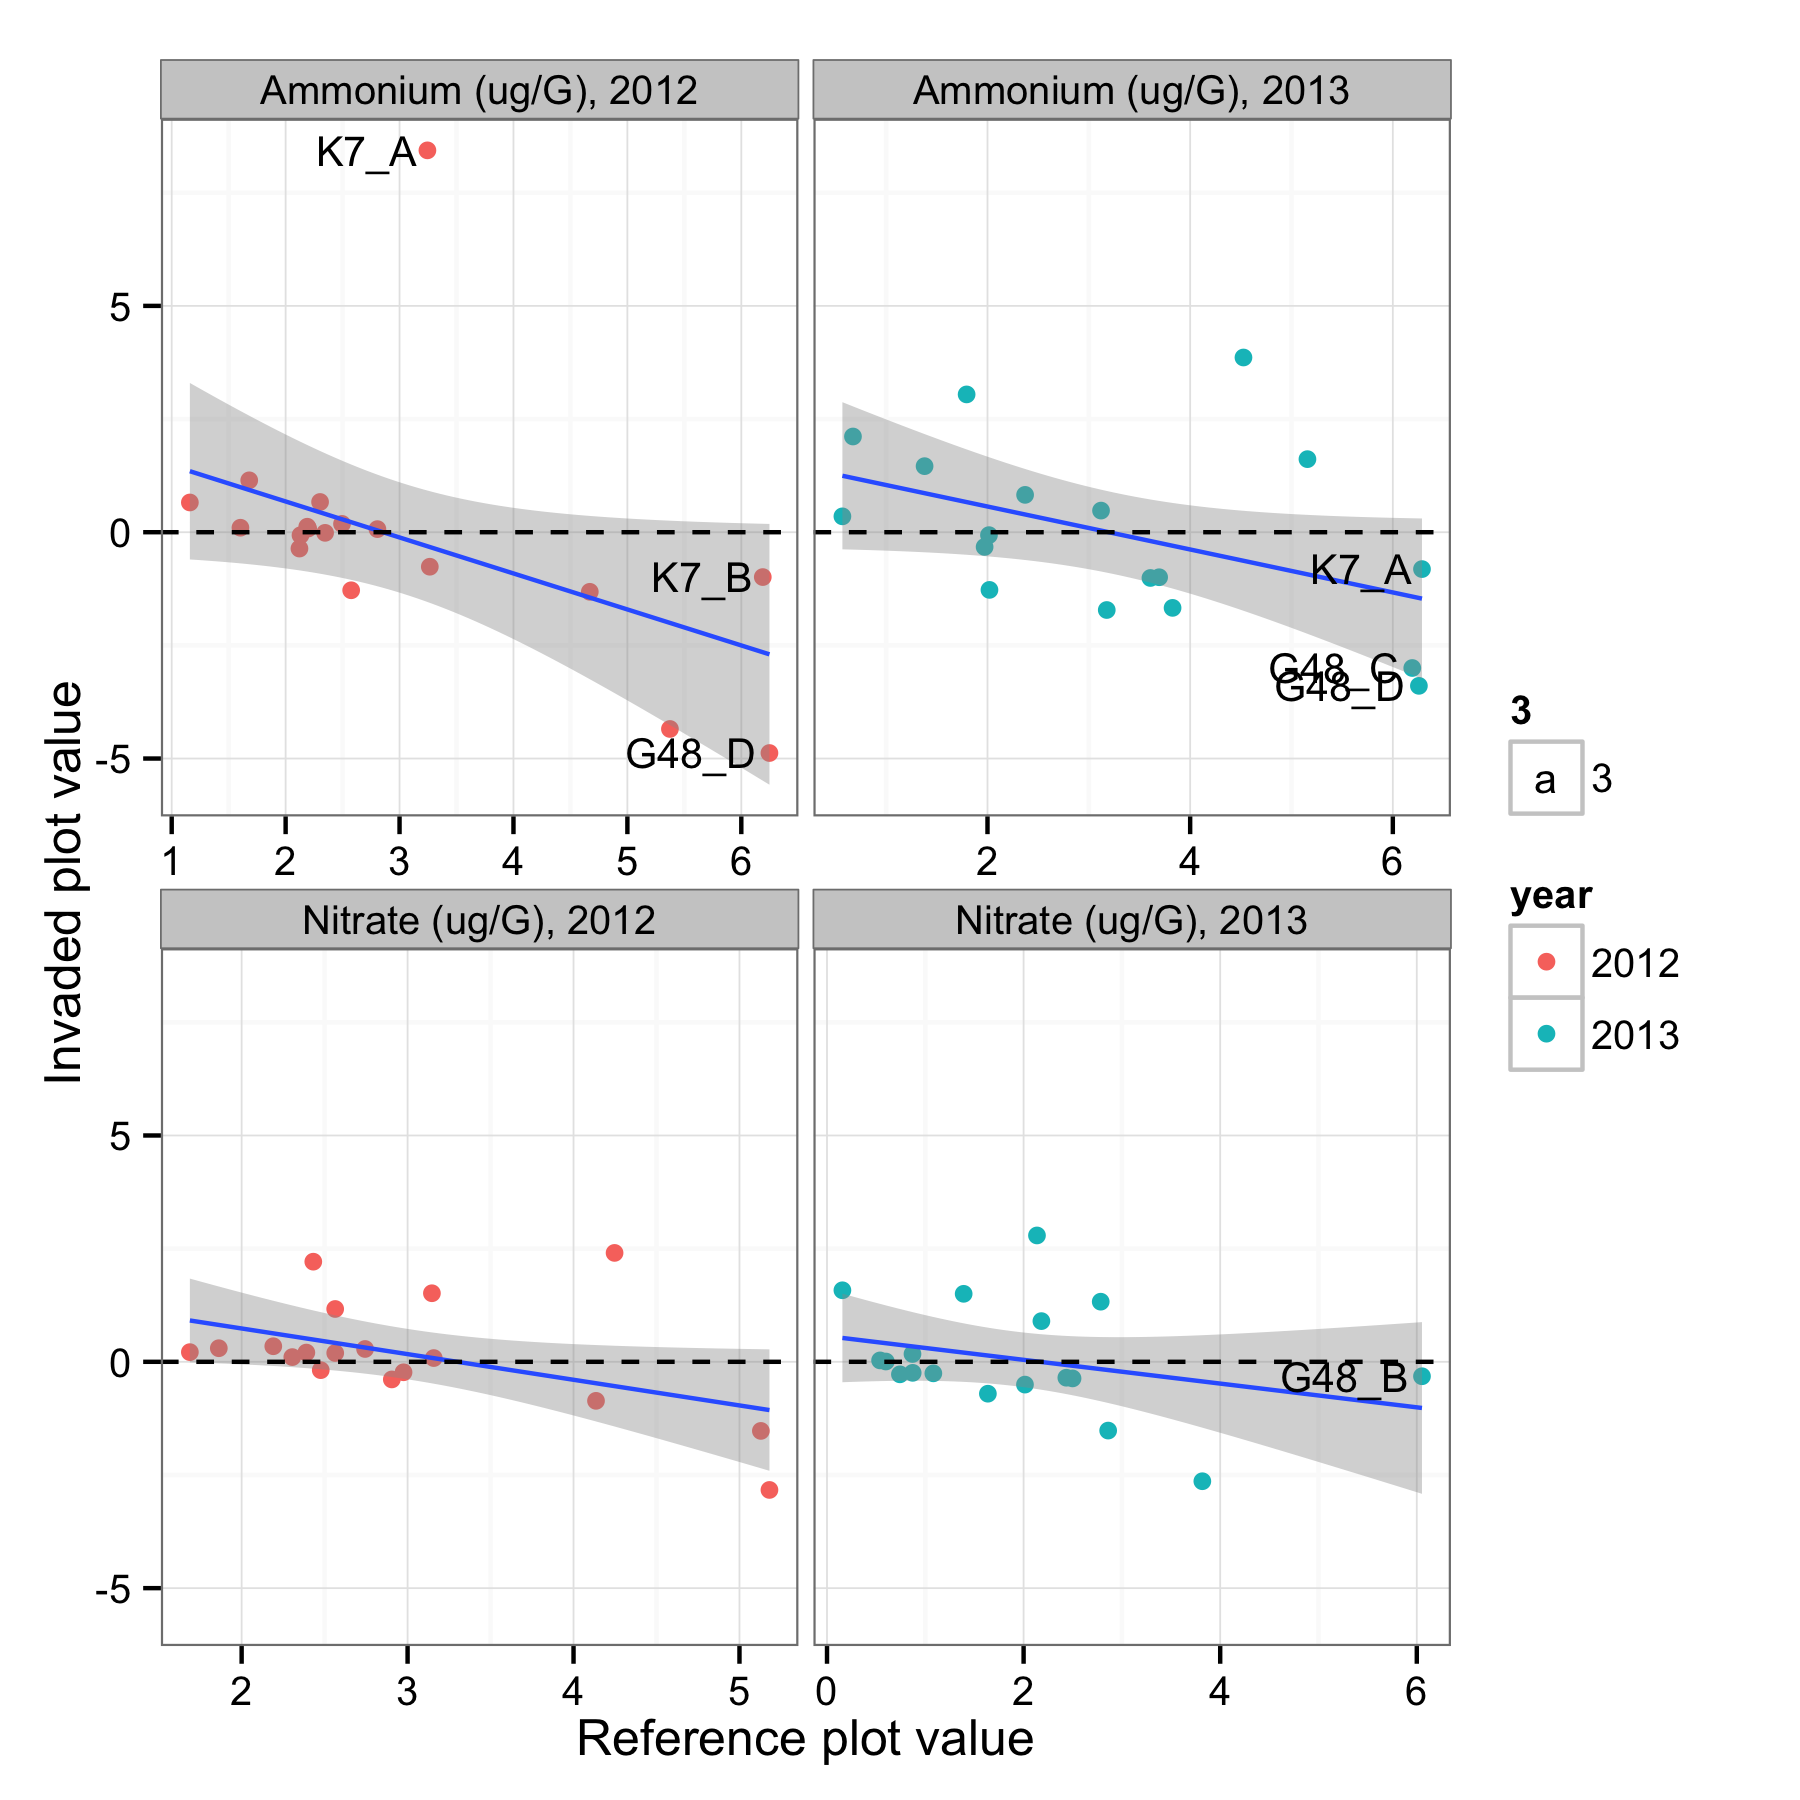 Ammonium (ug/G), 2012
Ammonium (ug/G), 2013
K7_A
K7_B
G48_D
K7_A
G48_C
G48_D
5
0
-5
1 2 3 4 5 6
2 4 6
Nitrate (ug/G), 2012
Nitrate (ug/G), 2013
G48_B
5
0
-5
2 3 4 5
0 2 4 6
Invaded plot value
Reference plot value
3
a 3
year
2012
2013